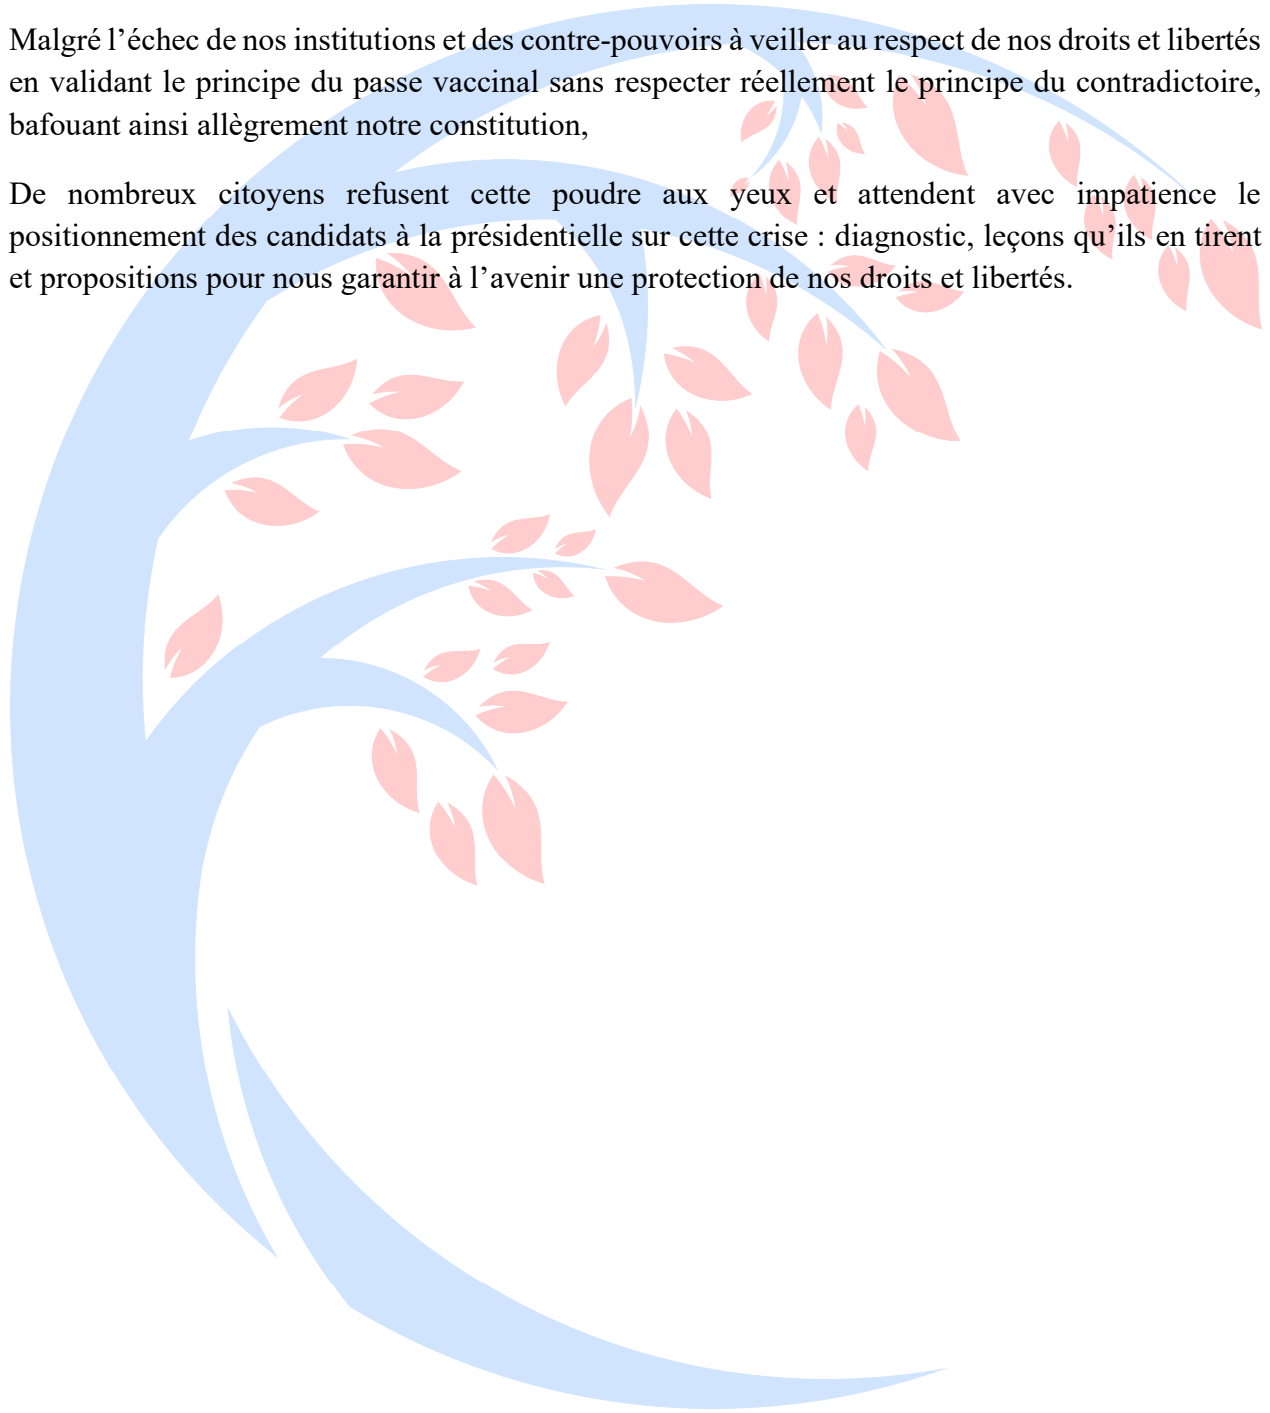 Malgré l’échec de nos institutions et des contre-pouvoirs à veiller au respect de nos droits et libertés
en validant le principe du passe vaccinal sans respecter réellement le principe du contradictoire,
bafouant ainsi allègrement notre constitution,
De nombreux citoyens refusent cette poudre aux yeux et attendent avec impatience le
positionnement des candidats à la présidentielle sur cette crise : diagnostic, leçons qu’ils en tirent
et propositions pour nous garantir à l’avenir une protection de nos droits et libertés.